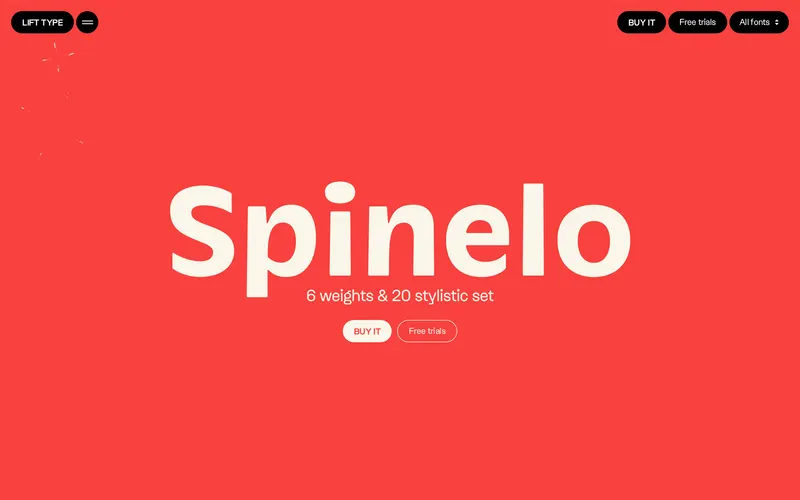 LIFT TYPE
BUY IT
Free trials
All fonts
Spinelo
6 weights & 20 stylistic set
BUY IT
Free trials